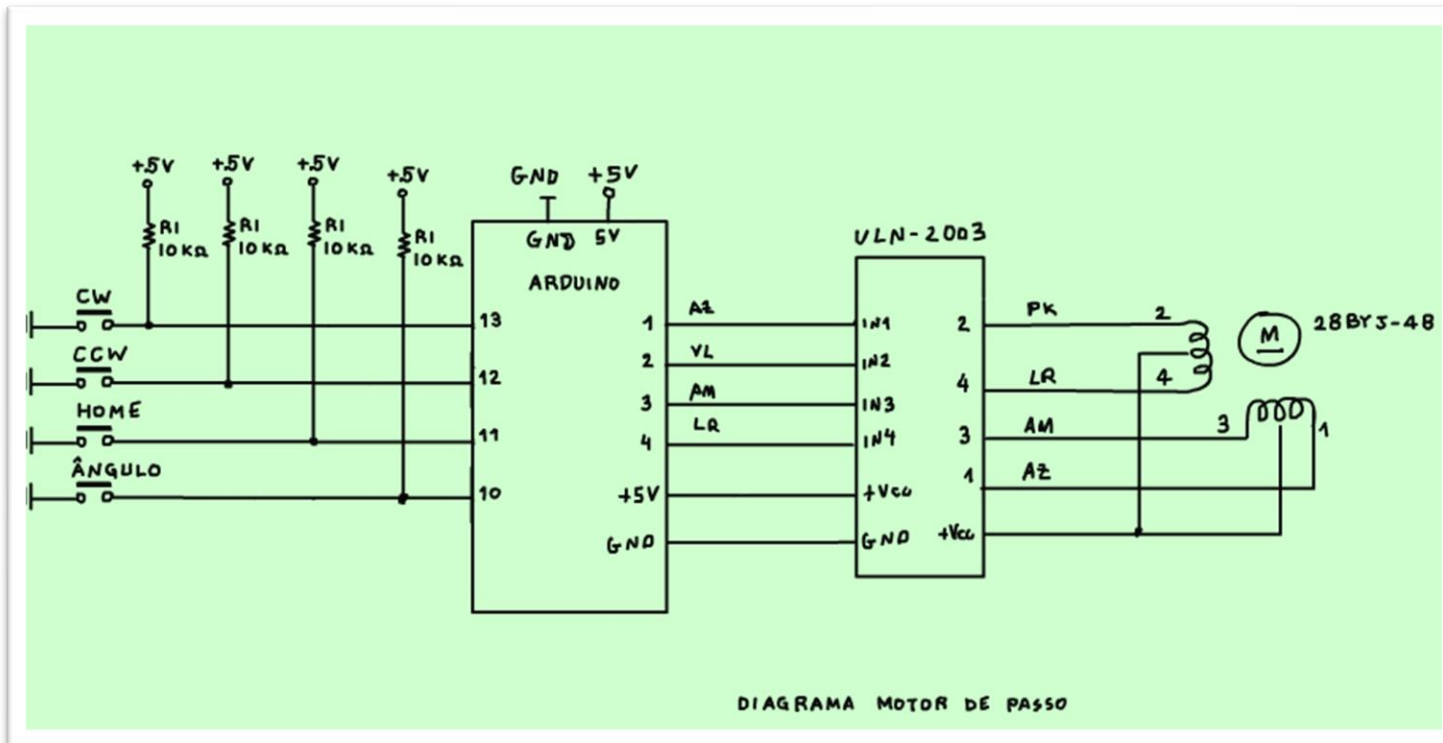 +5V
+5V
+5V
+5V
GND
+5V
R1
10KΩ
R1
10KΩ
R1
10KΩ
R1
10KΩ
GND
5V
ARDUINO
ULN-2003
CW
CCW
HOME
ÂNGULO
13
12
11
10
1
2
3
4
+5V
GND
AZ
VL
AM
LR
IN1
IN2
IN3
IN4
+Vcc
GND
2
4
3
1
+Vcc
PK
LR
AM
AZ
2
4
3
1
M
28BYJ-48
DIAGRAMA MOTOR DE PASSO